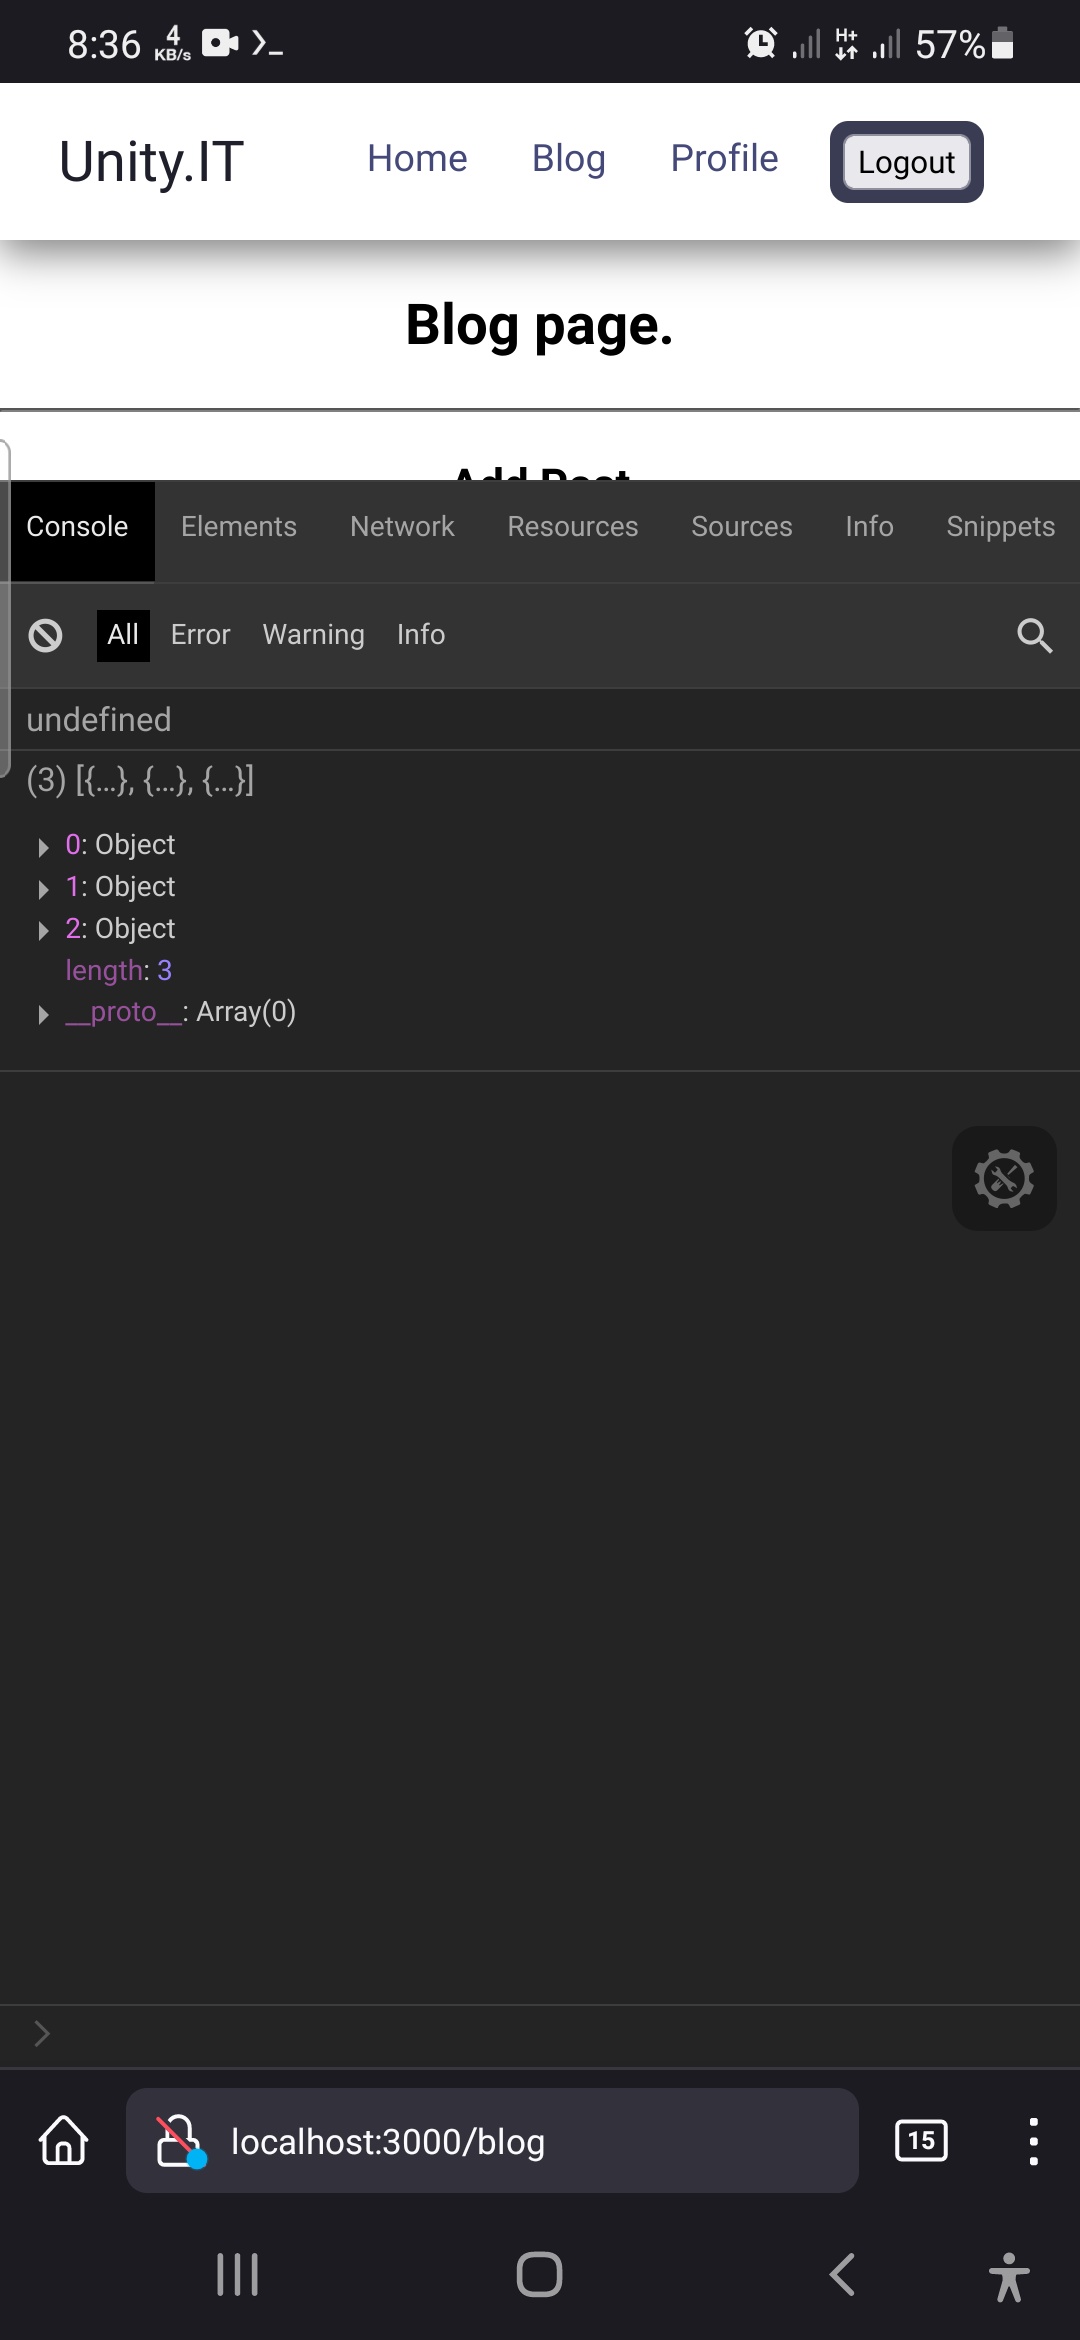 8:36 4 KB/s H+ 57%
Unity.IT Home Blog Profile Logout
Blog page.
Add Post
Console Elements Network Resources Sources Info Snippets
All Error Warning Info
undefined
(3) [{…}, {…}, {…}]
0: Object
1: Object
2: Object
length: 3
__proto__: Array(0)
>
localhost:3000/blog 15